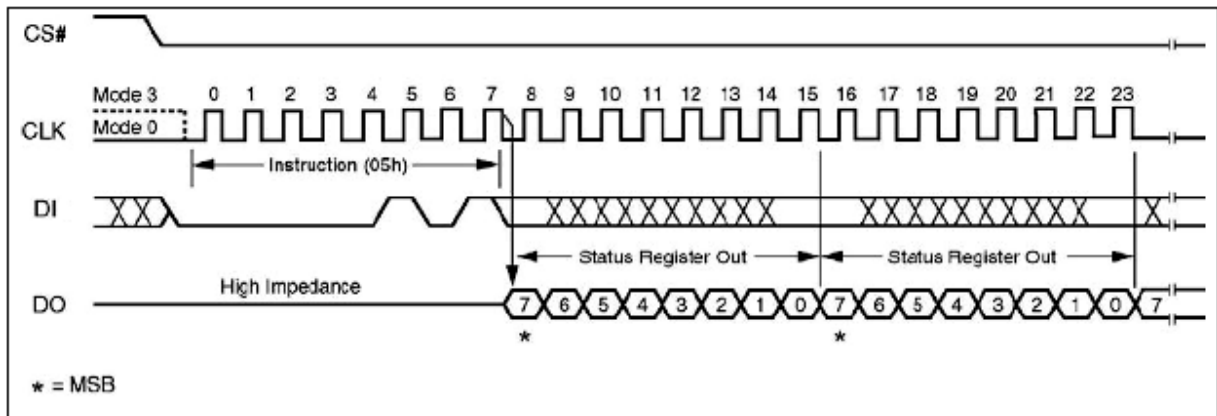 CS#
Mode 3
0 1 2 3 4 5 6 7 8 9 10 11 12 13 14 15 16 17 18 19 20 21 22 23
CLK
Mode 0
Instruction (05h)
DI
Status Register Out
Status Register Out
High Impedance
DO
7 6 5 4 3 2 1 0 7 6 5 4 3 2 1 0 7
* *
* = MSB